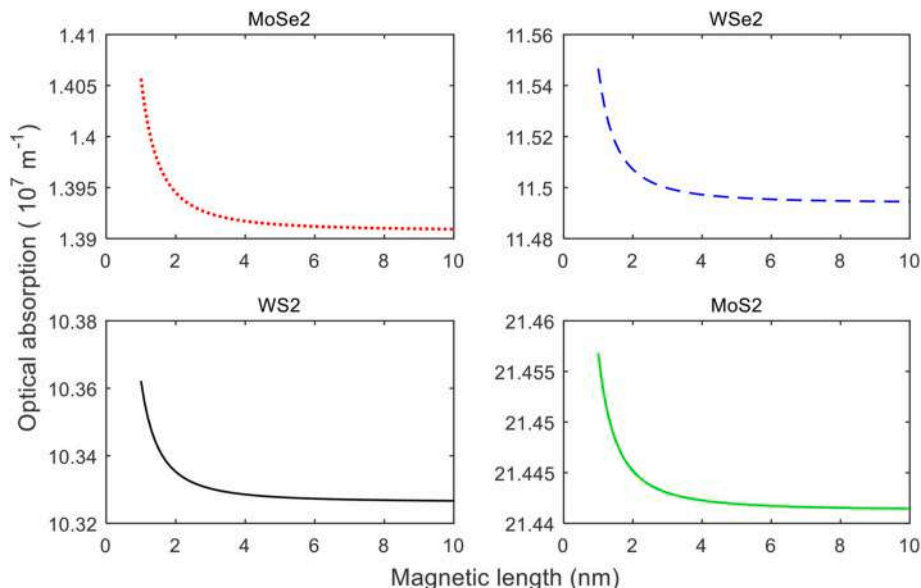 MoSe2
1.41
1.405
1.4
1.395
1.39
0 2 4 6 8 10
WSe2
11.56
11.54
11.52
11.5
11.48
0 2 4 6 8 10
WS2
10.38
10.36
10.34
10.32
0 2 4 6 8 10
MoS2
21.46
21.455
21.45
21.445
21.44
0 2 4 6 8 10
Optical absorption ( 10⁷ m⁻¹)
Magnetic length (nm)